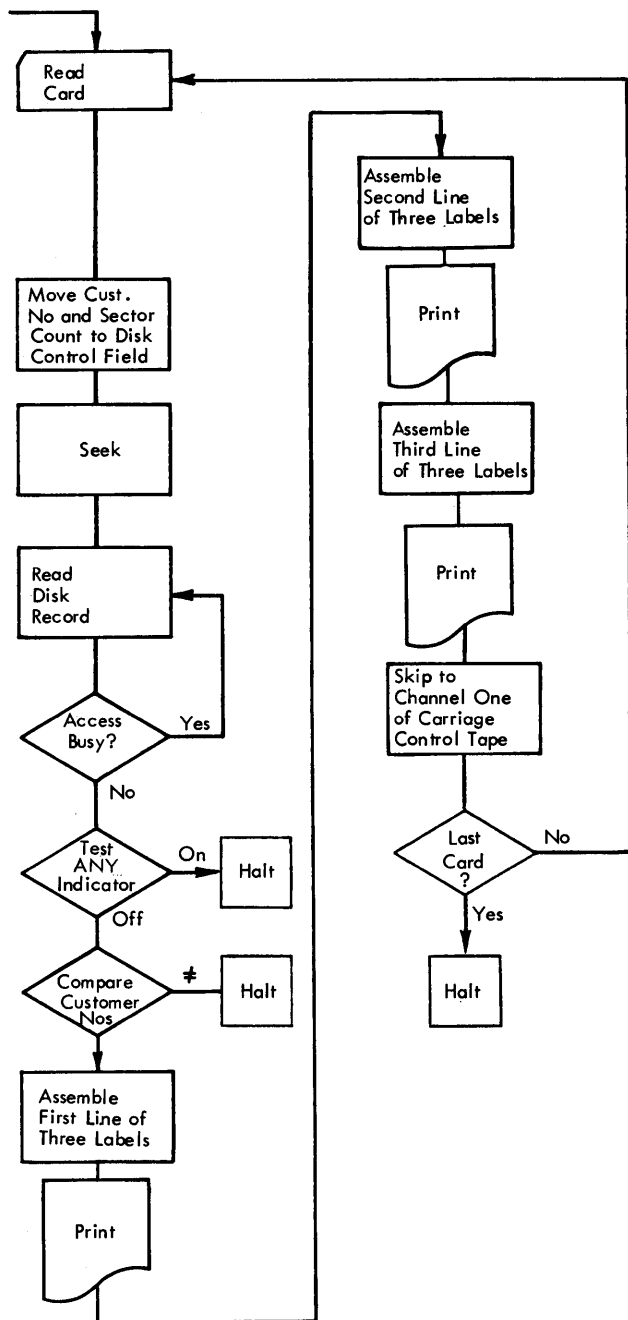 Read
Card
Move Cust.
No and Sector
Count to Disk
Control Field
Seek
Read
Disk
Record
Access
Busy?
Yes
No
Test
ANY
Indicator
On
Halt
Off
Compare
Customer
Nos
≠
Halt
Assemble
First Line of
Three Labels
Print
Assemble
Second Line
of Three Labels
Print
Assemble
Third Line
of Three Labels
Print
Skip to
Channel One
of Carriage
Control Tape
Last
Card
?
No
Yes
Halt